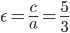 ϵ = c/a = 5/3